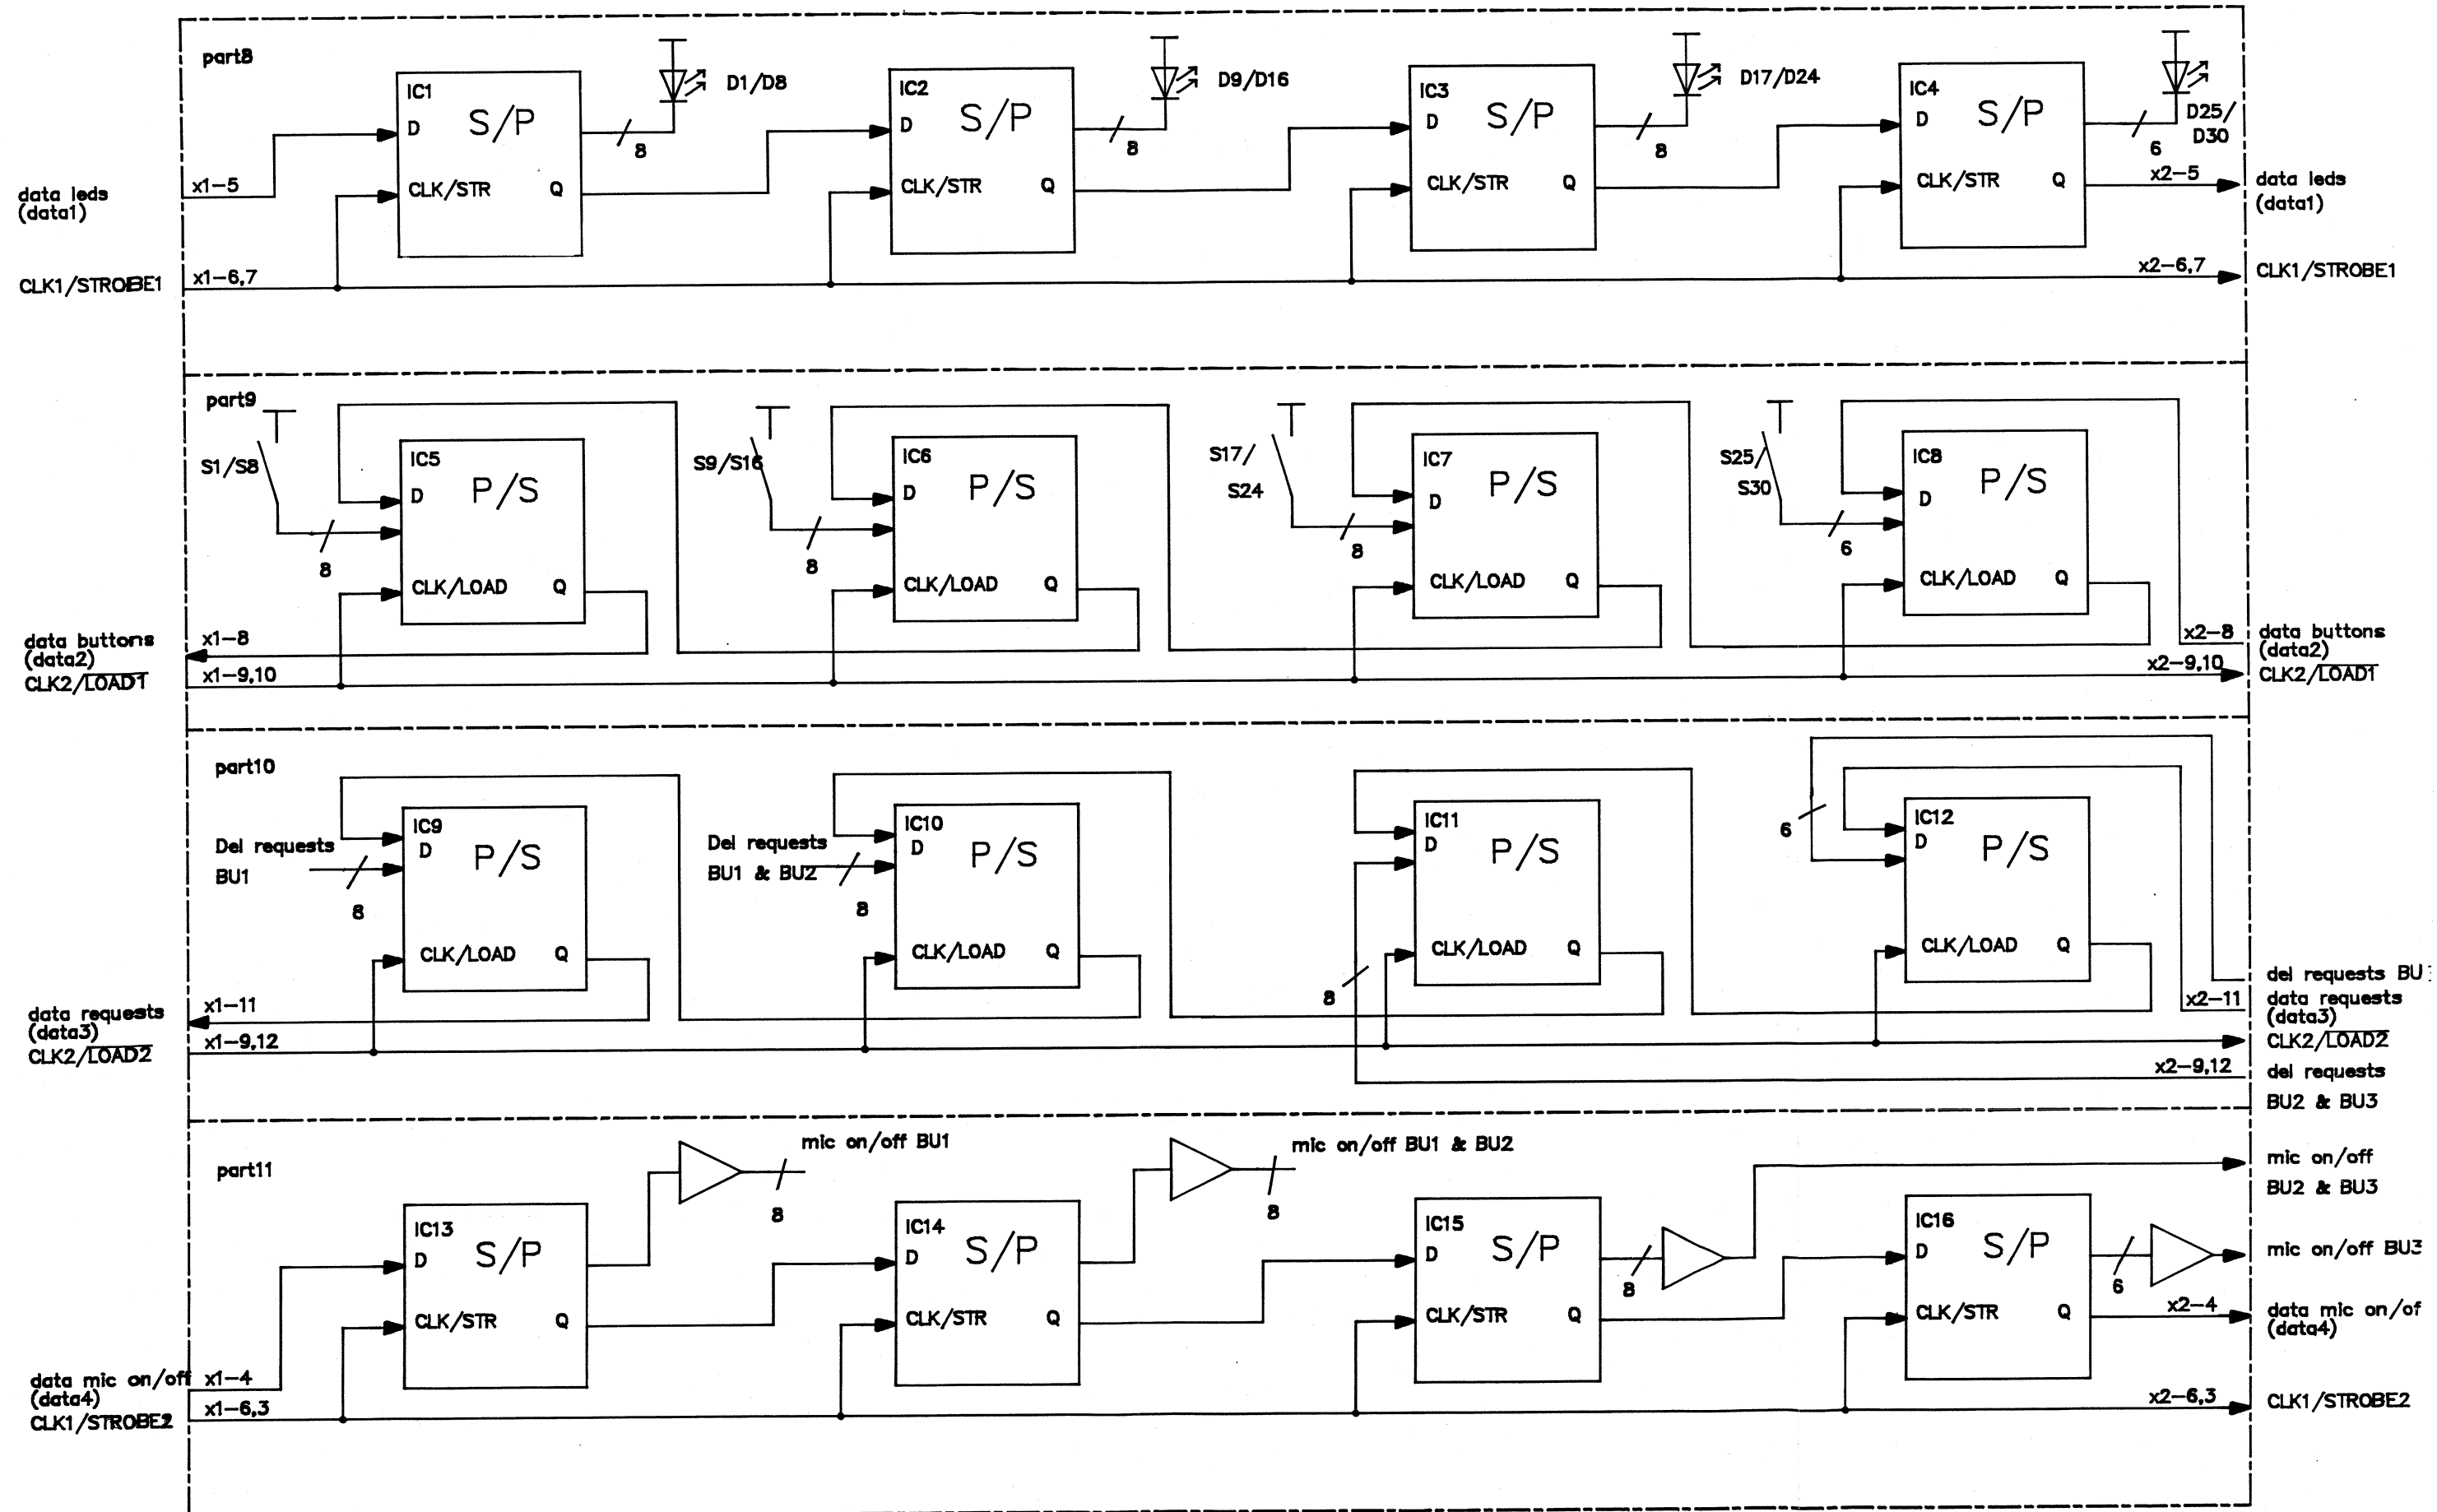 part8
IC1
D
S/P
CLK/STR
Q
8
D1/D8
IC2
D
S/P
CLK/STR
Q
8
D9/D16
IC3
D
S/P
CLK/STR
Q
8
D17/D24
IC4
D
S/P
CLK/STR
Q
6
D25/
D30
data leds
(data1)
x1-5
CLK1/STROBE1
x1-6,7
x2-5
data leds
(data1)
x2-6,7
CLK1/STROBE1
part9
S1/S8
8
IC5
D
P/S
CLK/LOAD
Q
S9/S16
8
IC6
D
P/S
CLK/LOAD
Q
S17/
S24
8
IC7
D
P/S
CLK/LOAD
Q
S25/
S30
6
IC8
D
P/S
CLK/LOAD
Q
data buttons
(data2)
x1-8
CLK2/LOAD1
x1-9,10
x2-8
data buttons
(data2)
x2-9,10
CLK2/LOAD1
part10
Del requests
BU1
8
IC9
D
P/S
CLK/LOAD
Q
Del requests
BU1 & BU2
8
IC10
D
P/S
CLK/LOAD
Q
8
IC11
D
P/S
CLK/LOAD
Q
6
IC12
D
P/S
CLK/LOAD
Q
data requests
(data3)
x1-11
CLK2/LOAD2
x1-9,12
del requests BU
x2-11
data requests
(data3)
CLK2/LOAD2
x2-9,12
del requests
BU2 & BU3
part11
mic on/off BU1
8
IC13
D
S/P
CLK/STR
Q
mic on/off BU1 & BU2
8
IC14
D
S/P
CLK/STR
Q
IC15
D
S/P
CLK/STR
Q
8
IC16
D
S/P
CLK/STR
Q
6
mic on/off
BU2 & BU3
mic on/off BU3
x2-4
data mic on/of
(data4)
data mic on/off
(data4)
x1-4
CLK1/STROBE2
x1-6,3
x2-6,3
CLK1/STROBE2